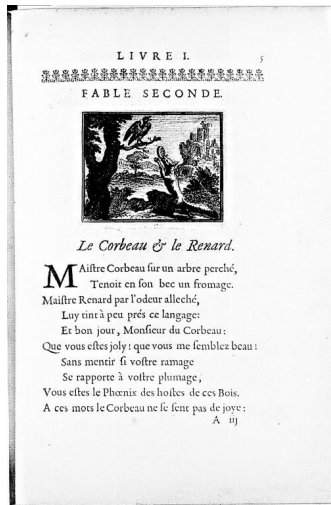 LIVRE I. 5
FABLE SECONDE.
Le Corbeau & le Renard.
MAiſtre Corbeau ſur un arbre perché,
Tenoit en ſon bec un fromage.
Maiſtre Renard par l'odeur alleché,
Luy tint à peu prés ce langage:
Et bon jour, Monſieur du Corbeau:
Que vous eſtes joly! que vous me ſemblez beau!
Sans mentir ſi voſtre ramage
Se rapporte à voſtre plumage,
Vous eſtes le Phœnix des hoſtes de ces Bois.
A ces mots le Corbeau ne ſe ſent pas de joye:
A iij